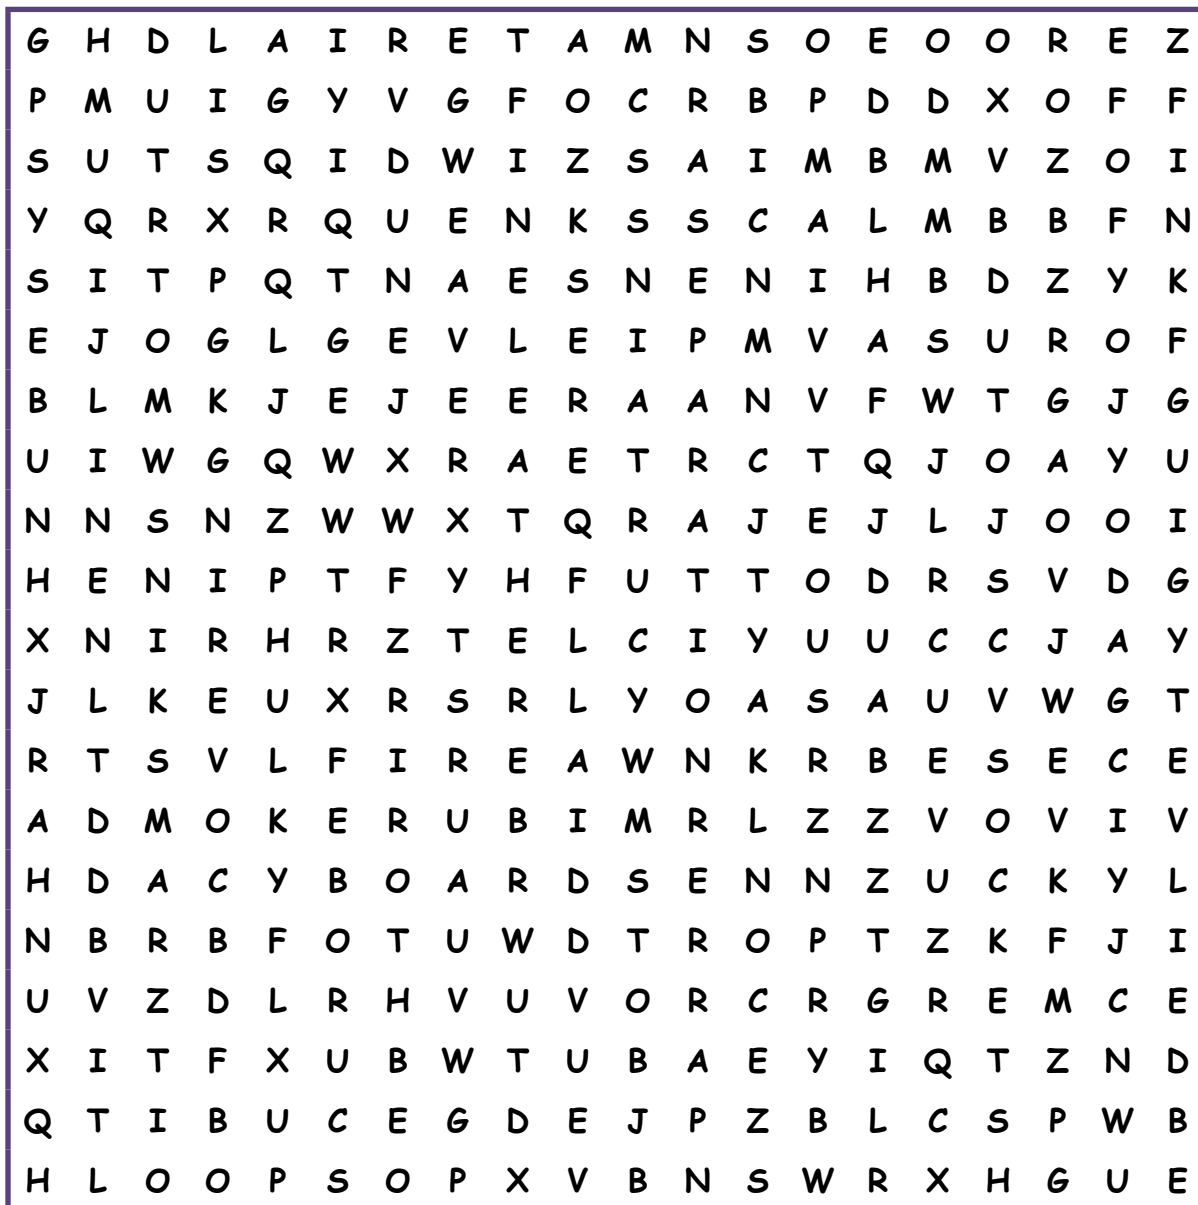 G H D L A I R E T A M N S O E O O R E Z
P M U I G Y V G F O C R B P D D X O F F
S U T S Q I D W I Z S A I M B M V Z O I
Y Q R X R Q U E N K S S C A L M B B F N
S I T P Q T N A E S N E N I H B D Z Y K
E J O G L G E V L E I P M V A S U R O F
B L M K J E J E E R A A N V F W T G J G
U I W G Q W X R A E T R C T Q J O A Y U
N N S N Z W W X T Q R A J E J L J O O I
H E N I P T F Y H F U T T O D R S V D G
X N I R H R Z T E L C I Y U U C C J A Y
J L K E U X R S R L Y O A S A U V W G T
R T S V L F I R E A W N K R B E S E C E
A D M O K E R U B I M R L Z Z V O V I V
H D A C Y B O A R D S E N N Z U C K Y L
N B R B F O T U W D T R O P T Z K F J I
U V Z D L R H V U V O R C R G R E M C E
X I T F X U B W T U B A E Y I Q T Z N D
Q T I B U C E G D E J P Z B L C S P W B
H L O O P S O P X V B N S W R X H G U E